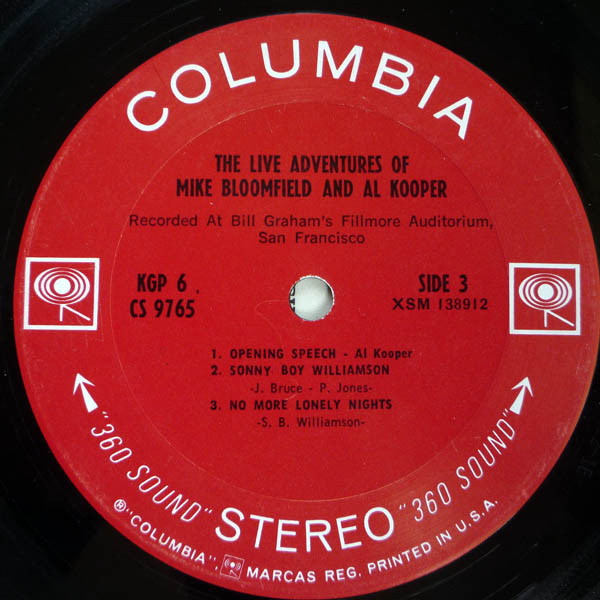 COLUMBIA
THE LIVE ADVENTURES OF
MIKE BLOOMFIELD AND AL KOOPER
Recorded At Bill Graham's Fillmore Auditorium,
San Francisco
KGP 6
CS 9765
SIDE 3
XSM 138912
1. OPENING SPEECH - Al Kooper
2. SONNY BOY WILLIAMSON
-J. Bruce - P. Jones-
3. NO MORE LONELY NIGHTS
-S. B. Williamson-
"360 SOUND" STEREO "360 SOUND"
® "COLUMBIA", MARCAS REG. PRINTED IN U.S.A.